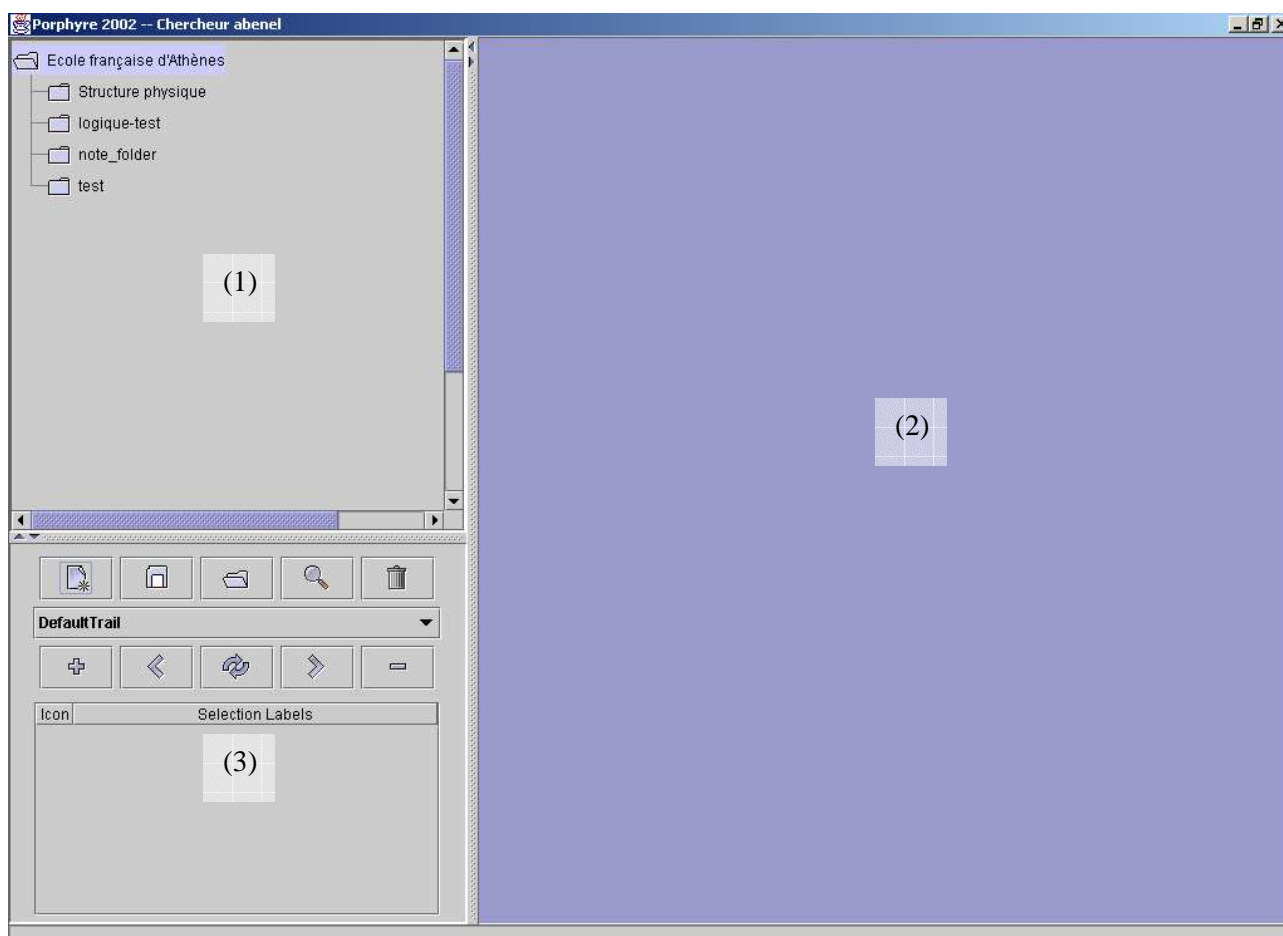 Porphyre 2002 -- Chercheur abenel
Ecole française d'Athènes
Structure physique
logique-test
note_folder
test
(1)
(2)
DefaultTrail
Icon Selection Labels
(3)